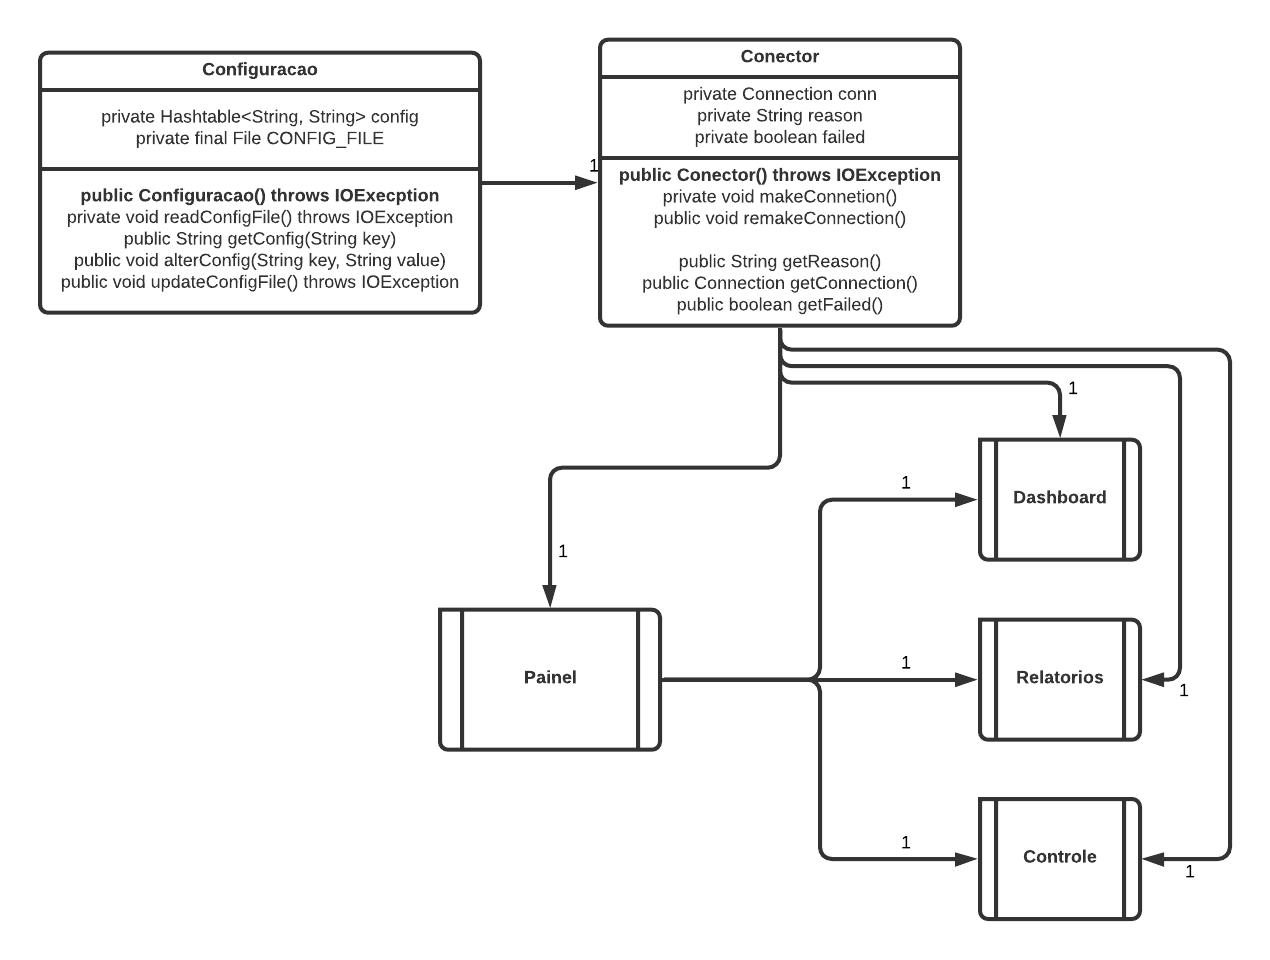 Configuracao
private Hashtable<String, String> config
private final File CONFIG_FILE
public Configuracao() throws IOExecption
private void readConfigFile() throws IOException
public String getConfig(String key)
public void alterConfig(String key, String value)
public void updateConfigFile() throws IOException
1
Conector
private Connection conn
private String reason
private boolean failed
public Conector() throws IOException
private void makeConnetion()
public void remakeConnection()
public String getReason()
public Connection getConnection()
public boolean getFailed()
1
1
Dashboard
1
1
Painel
1
Relatorios
1
1
Controle
1